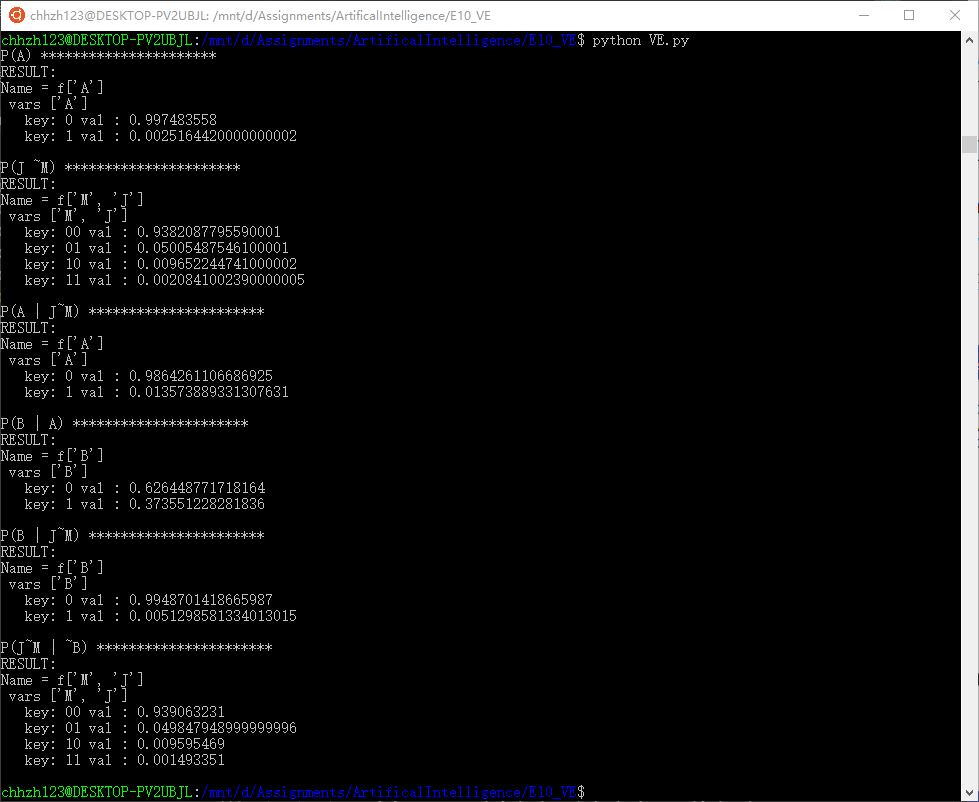 chhzh123@DESKTOP-PV2UBJL: /mnt/d/Assignments/ArtificalIntelligence/E10_VE
chhzh123@DESKTOP-PV2UBJL:/mnt/d/Assignments/ArtificalIntelligence/E10_VE$ python VE.py
P(A) **********************
RESULT:
Name = f['A']
 vars ['A']
   key: 0 val : 0.997483558
   key: 1 val : 0.0025164420000000002

P(J ~M) **********************
RESULT:
Name = f['M', 'J']
 vars ['M', 'J']
   key: 00 val : 0.9382087795590001
   key: 01 val : 0.05005487546100001
   key: 10 val : 0.009652244741000002
   key: 11 val : 0.0020841002390000005

P(A | J~M) **********************
RESULT:
Name = f['A']
 vars ['A']
   key: 0 val : 0.9864261106686925
   key: 1 val : 0.013573889331307631

P(B | A) **********************
RESULT:
Name = f['B']
 vars ['B']
   key: 0 val : 0.626448771718164
   key: 1 val : 0.373551228281836

P(B | J~M) **********************
RESULT:
Name = f['B']
 vars ['B']
   key: 0 val : 0.9948701418665987
   key: 1 val : 0.0051298581334013015

P(J~M | ~B) **********************
RESULT:
Name = f['M', 'J']
 vars ['M', 'J']
   key: 00 val : 0.939063231
   key: 01 val : 0.049847948999999996
   key: 10 val : 0.009595469
   key: 11 val : 0.001493351

chhzh123@DESKTOP-PV2UBJL:/mnt/d/Assignments/ArtificalIntelligence/E10_VE$